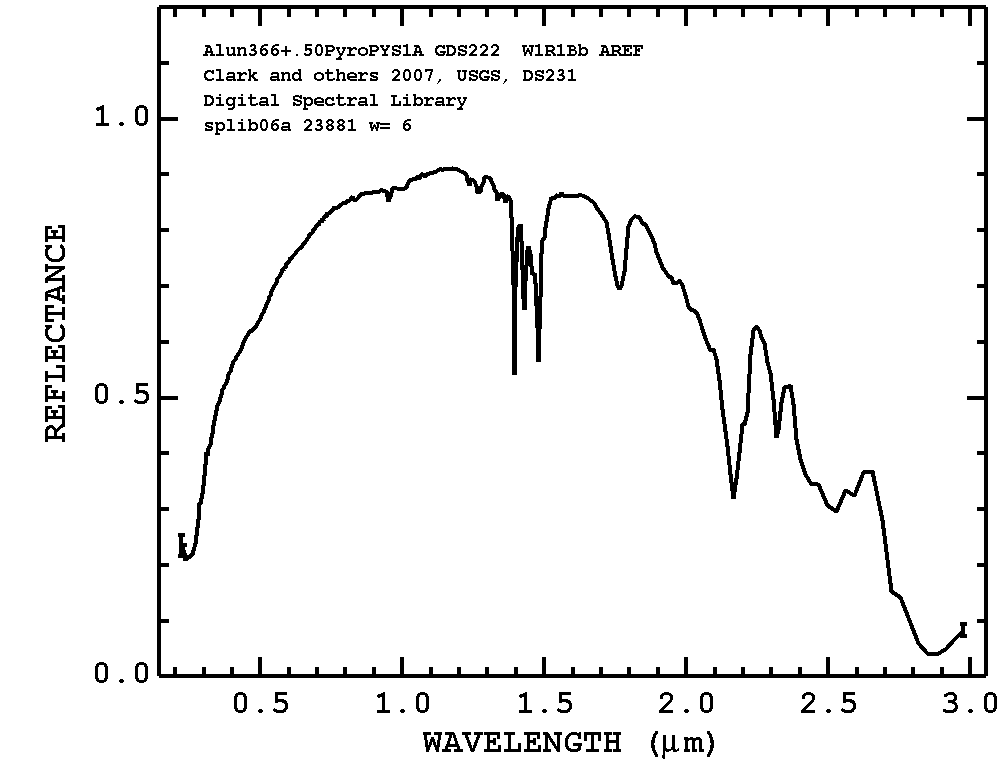 Alun366+.50PyroPYS1A GDS222  W1R1Bb AREF
Clark and others 2007, USGS, DS231
Digital Spectral Library
splib06a 23881 w= 6
1.0
0.5
0.0
REFLECTANCE
0.5 1.0 1.5 2.0 2.5 3.0
WAVELENGTH (μm)